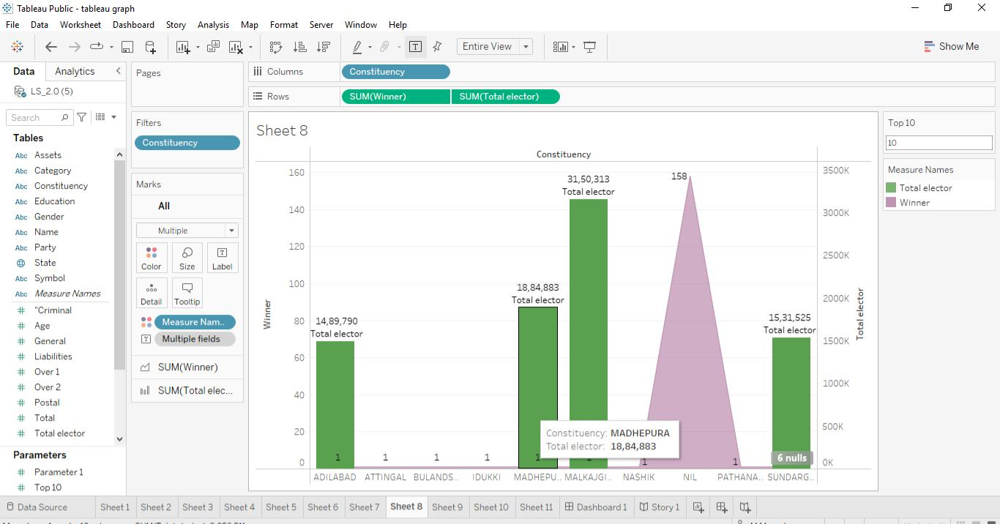 Tableau Public - tableau graph
File Data Worksheet Dashboard Story Analysis Map Format Server Window Help
Entire View
Show Me
Data Analytics
LS_2.0 (5)
Search
Tables
Abc Assets
Abc Category
Abc Constituency
Abc Education
Abc Gender
Abc Name
Abc Party
State
Abc Symbol
Abc Measure Names
# "Criminal
# Age
# General
# Liabilities
# Over 1
# Over 2
# Postal
# Total
# Total elector
Parameters
# Parameter 1
# Top 10
Pages
Filters
Constituency
Marks
All
Multiple
Color Size Label
Detail Tooltip
Measure Nam..
Multiple fields
SUM(Winner)
SUM(Total elec...
Columns Constituency
Rows SUM(Winner) SUM(Total elector)
Sheet 8
Constituency
Winner
160
140
120
100
80
60
40
20
0
14,89,790
Total elector
18,84,883
Total elector
31,50,313
Total elector
158
15,31,525
Total elector
1 1 1 1 1 1 1 1
Constituency: MADHEPURA
Total elector: 18,84,883
6 nulls
3500K
3000K
2500K
2000K
1500K
1000K
500K
0K
Total elector
ADILABAD ATTINGAL BULANDS.. IDUKKI MADHEPU.. MALKAJGI.. NASHIK NIL PATHANA.. SUNDARG..
Top 10
10
Measure Names
Total elector
Winner
Data Source Sheet 1 Sheet 2 Sheet 3 Sheet 4 Sheet 5 Sheet 6 Sheet 7 Sheet 8 Sheet 9 Sheet 10 Sheet 11 Dashboard 1 Story 1